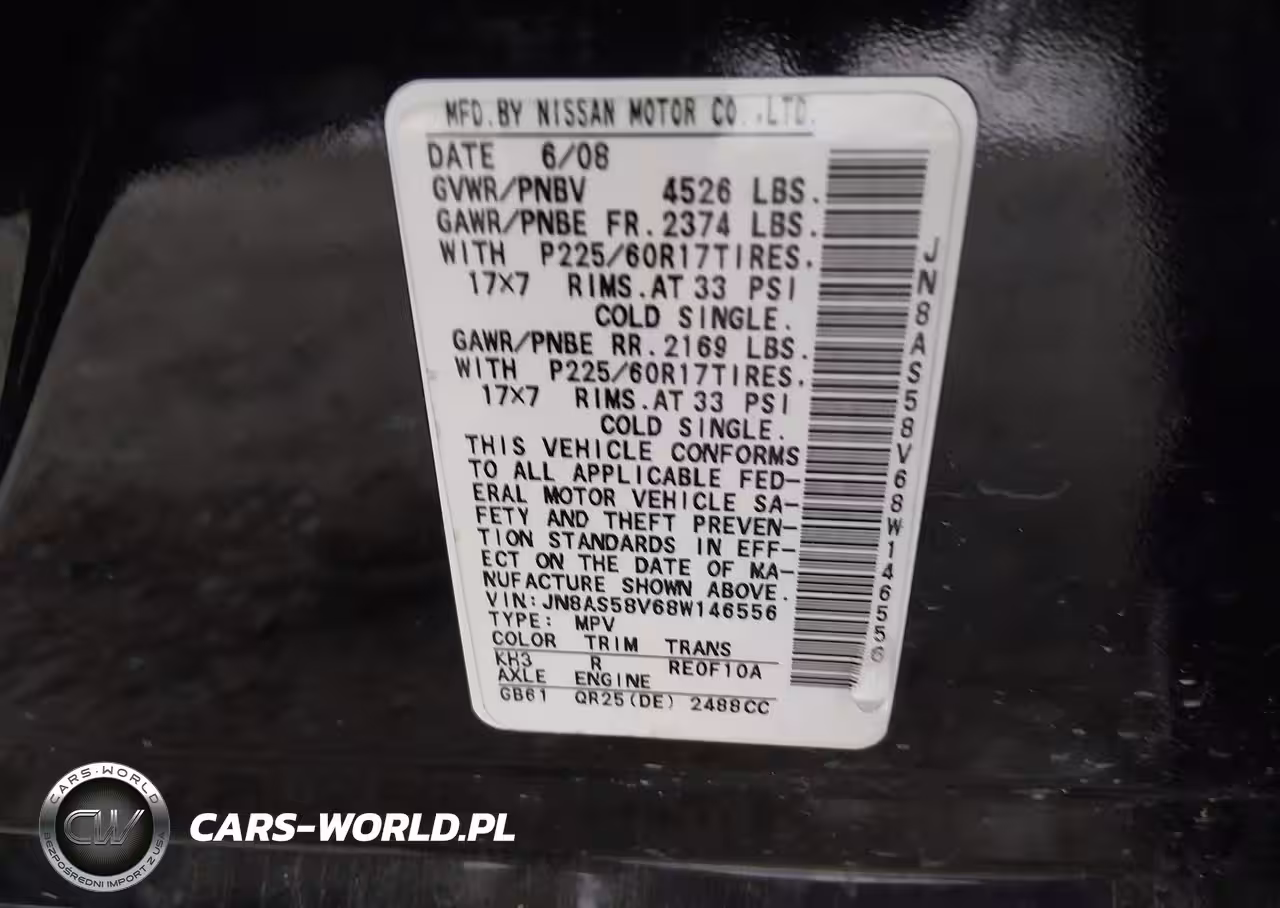 MFD.BY NISSAN MOTOR CO.,LTD.
DATE 6/08
GVWR/PNBV 4526 LBS.
GAWR/PNBE FR.2374 LBS.
WITH P225/60R17TIRES.
17×7 RIMS.AT 33 PSI
COLD SINGLE.
GAWR/PNBE RR.2169 LBS.
WITH P225/60R17TIRES.
17×7 RIMS.AT 33 PSI
COLD SINGLE.
THIS VEHICLE CONFORMS
TO ALL APPLICABLE FED-
ERAL MOTOR VEHICLE SA-
FETY AND THEFT PREVEN-
TION STANDARDS IN EFF-
ECT ON THE DATE OF MA-
NUFACTURE SHOWN ABOVE.
VIN:JN8AS58V68W146556
TYPE: MPV
COLOR TRIM TRANS
KH3 R RE0F10A
AXLE ENGINE
GB61 QR25(DE) 2488CC
JN8AS58V68W146556
CARS-WORLD
CW
BEZPOŚREDNI IMPORT Z USA
CARS-WORLD.PL